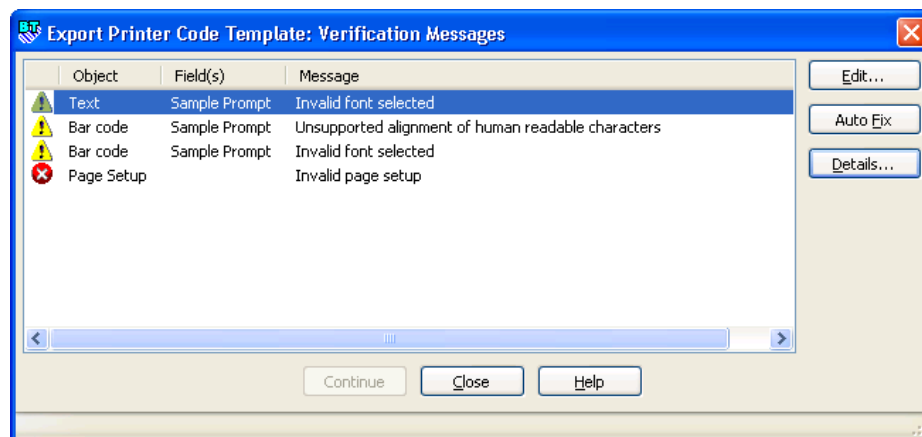 Export Printer Code Template: Verification Messages
Object Field(s) Message
Text Sample Prompt Invalid font selected
Bar code Sample Prompt Unsupported alignment of human readable characters
Bar code Sample Prompt Invalid font selected
Page Setup Invalid page setup
Edit...
Auto Fix
Details...
Continue Close Help